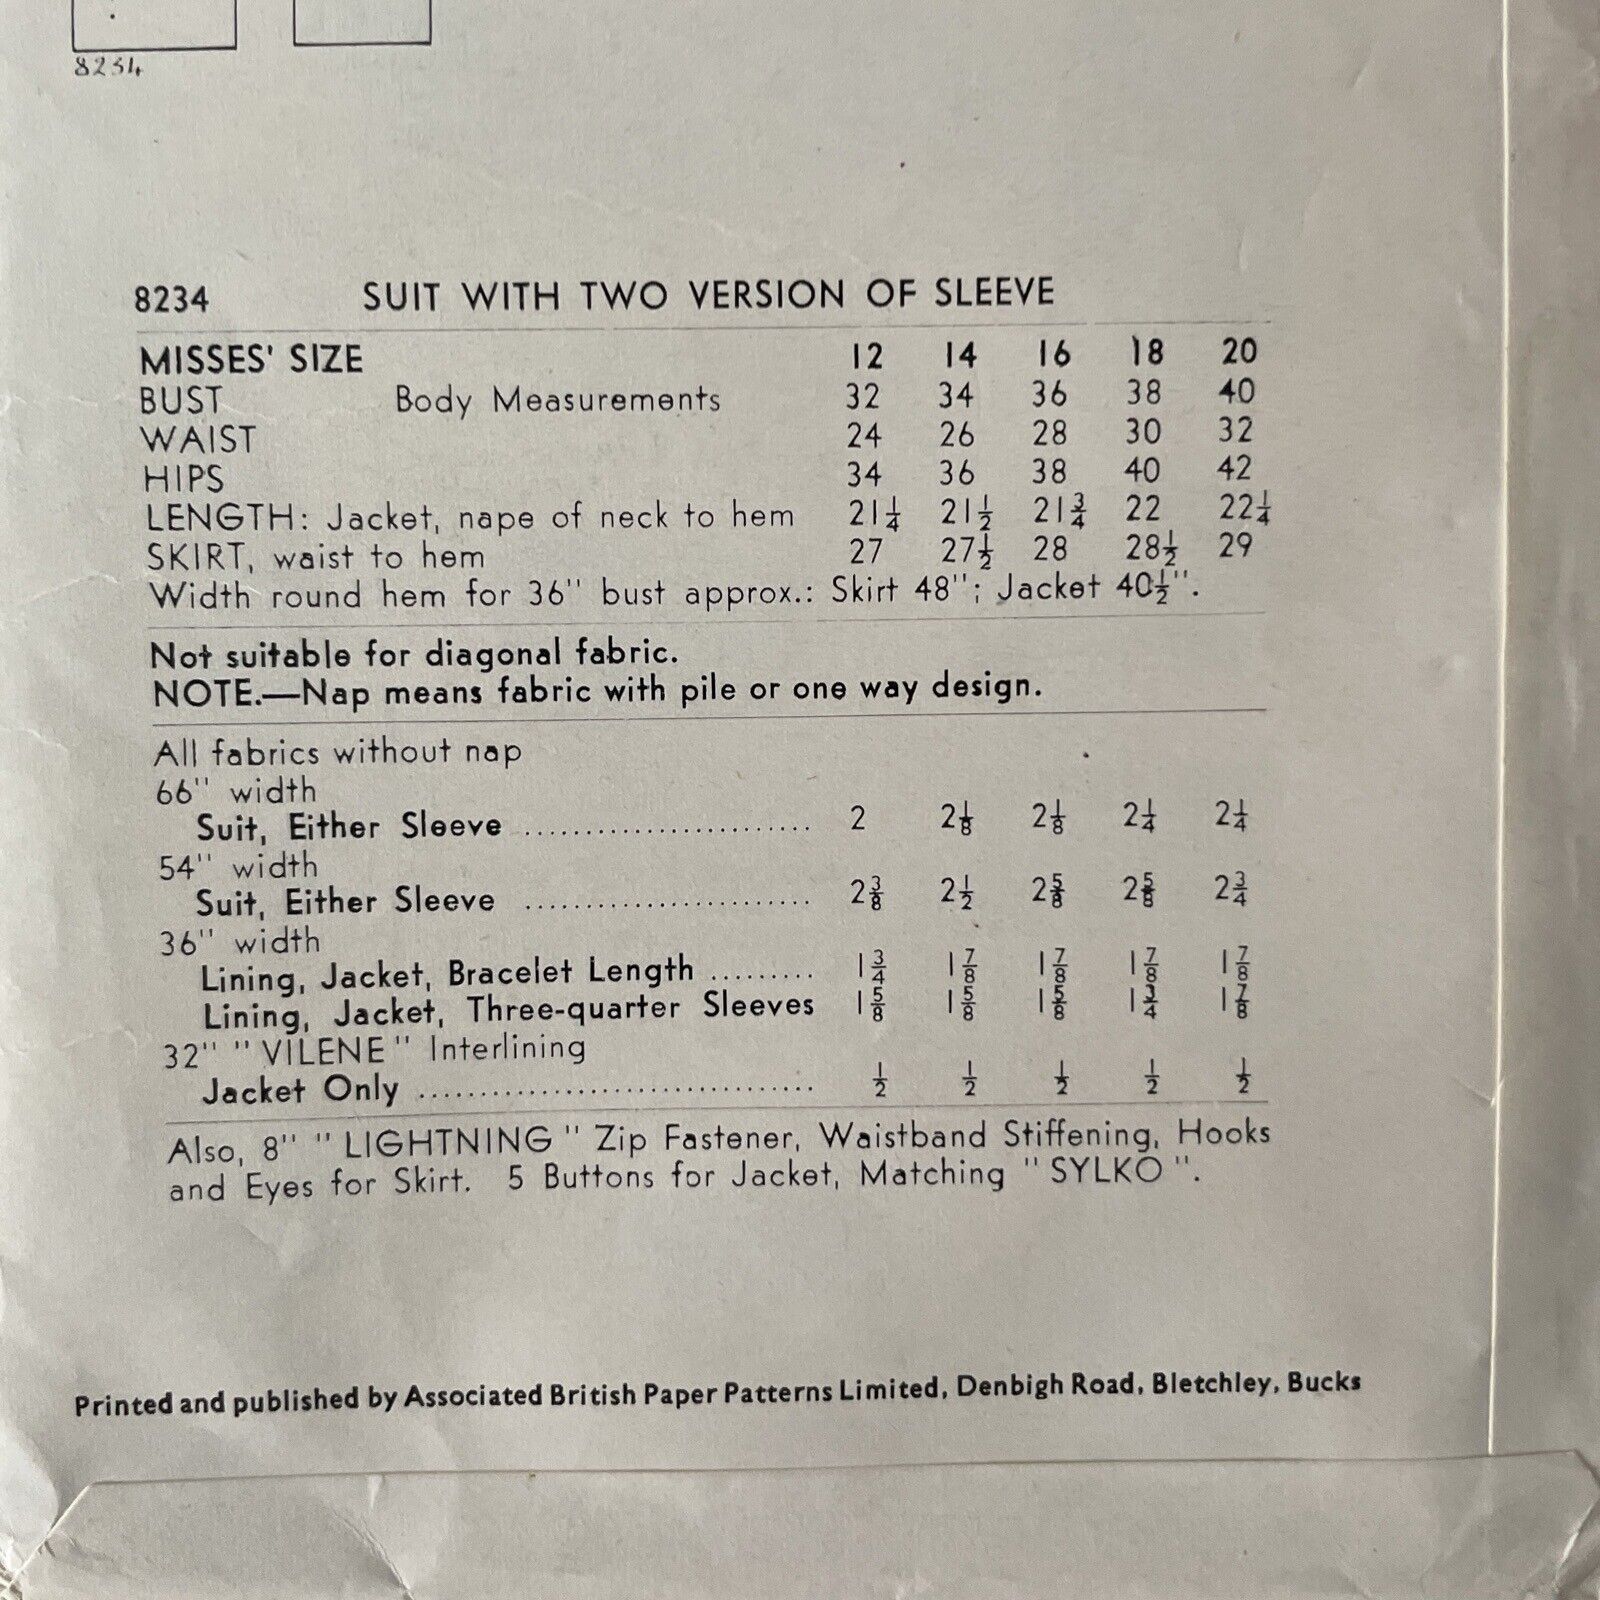 8234
8234 SUIT WITH TWO VERSION OF SLEEVE
MISSES' SIZE 12 14 16 18 20
BUST Body Measurements 32 34 36 38 40
WAIST 24 26 28 30 32
HIPS 34 36 38 40 42
LENGTH: Jacket, nape of neck to hem 21¼ 21½ 21¾ 22 22¼
SKIRT, waist to hem 27 27½ 28 28½ 29
Width round hem for 36" bust approx.: Skirt 48"; Jacket 40½".
Not suitable for diagonal fabric.
NOTE.—Nap means fabric with pile or one way design.
All fabrics without nap
66" width
Suit, Either Sleeve ........................ 2 2⅛ 2⅛ 2¼ 2¼
54" width
Suit, Either Sleeve ........................ 2⅜ 2½ 2⅝ 2⅝ 2¾
36" width
Lining, Jacket, Bracelet Length ......... 1¾ 1⅞ 1⅞ 1⅞ 1⅞
Lining, Jacket, Three-quarter Sleeves 1⅝ 1⅝ 1⅝ 1¾ 1⅞
32" "VILENE" Interlining
Jacket Only ................................. ½ ½ ½ ½ ½
Also, 8" "LIGHTNING" Zip Fastener, Waistband Stiffening, Hooks
and Eyes for Skirt. 5 Buttons for Jacket, Matching "SYLKO".
Printed and published by Associated British Paper Patterns Limited, Denbigh Road, Bletchley, Bucks